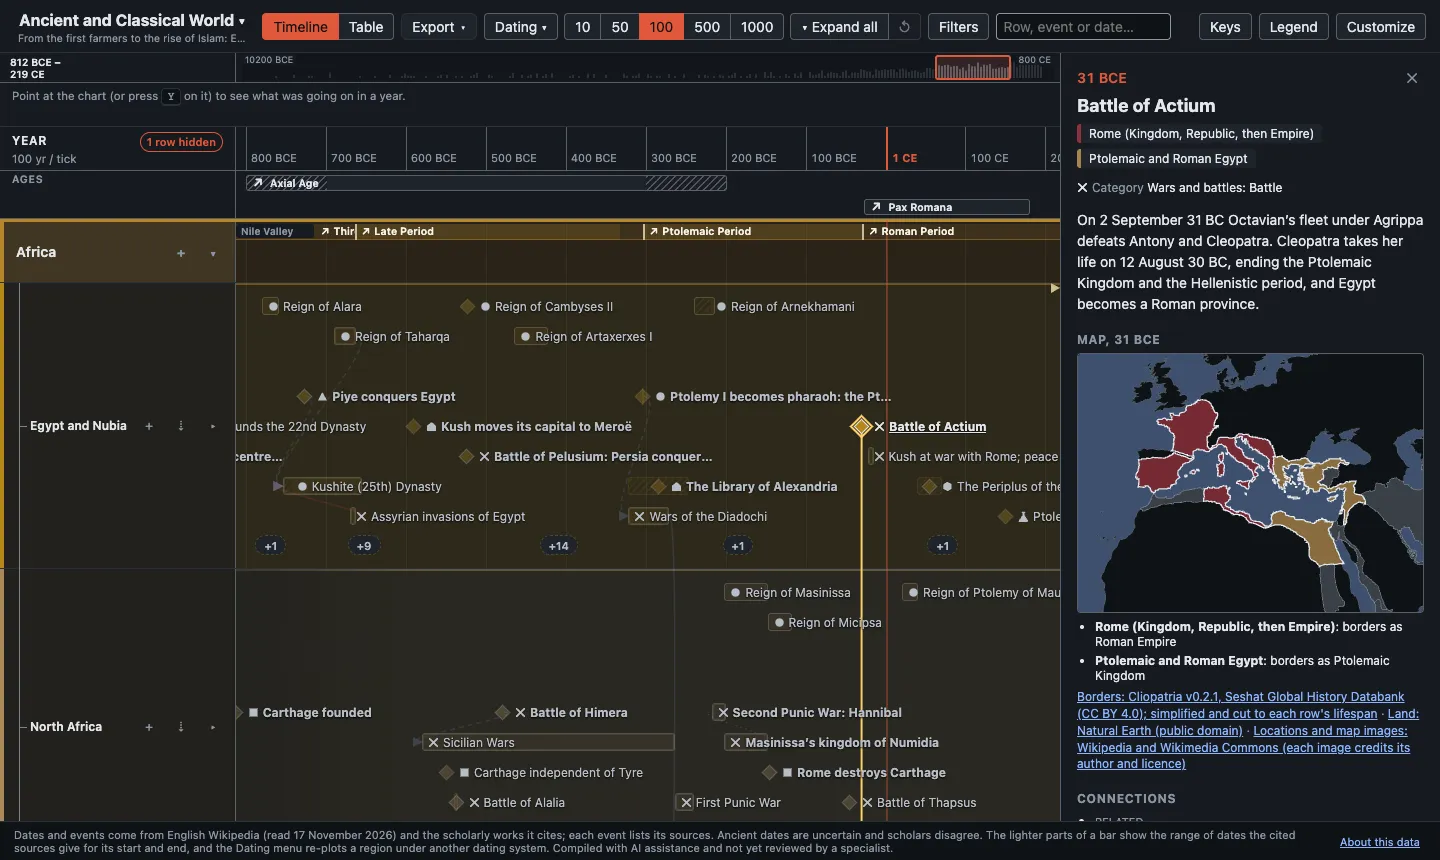 Ancient and Classical World ▾
From the first farmers to the rise of Islam: E…
Timeline Table Export ▾ Dating ▾ 10 50 100 500 1000 ▾ Expand all ↺ Filters Row, event or date… Keys Legend Customize
812 BCE –
219 CE
10200 BCE 800 CE
Point at the chart (or press Y on it) to see what was going on in a year.
YEAR 1 row hidden
100 yr / tick
800 BCE 700 BCE 600 BCE 500 BCE 400 BCE 300 BCE 200 BCE 100 BCE 1 CE 100 CE 20
AGES
Axial Age
Pax Romana
Africa
Nile Valley Thir Late Period Ptolemaic Period Roman Period
Egypt and Nubia
Reign of Alara Reign of Cambyses II Reign of Arnekhamani
Reign of Taharqa Reign of Artaxerxes I
Piye conquers Egypt Ptolemy I becomes pharaoh: the Pt…
unds the 22nd Dynasty Kush moves its capital to Meroë Battle of Actium
centre… Battle of Pelusium: Persia conquer… Kush at war with Rome; peace
Kushite (25th) Dynasty The Library of Alexandria The Periplus of the
Assyrian invasions of Egypt Wars of the Diadochi Ptole
+1 +9 +14 +1 +1
North Africa
Reign of Masinissa Reign of Ptolemy of Mau
Reign of Micipsa
Carthage founded Battle of Himera Second Punic War: Hannibal
Sicilian Wars Masinissa's kingdom of Numidia
Carthage independent of Tyre Rome destroys Carthage
Battle of Alalia First Punic War Battle of Thapsus
31 BCE
Battle of Actium
Rome (Kingdom, Republic, then Empire)
Ptolemaic and Roman Egypt
Category Wars and battles: Battle
On 2 September 31 BC Octavian's fleet under Agrippa
defeats Antony and Cleopatra. Cleopatra takes her
life on 12 August 30 BC, ending the Ptolemaic
Kingdom and the Hellenistic period, and Egypt
becomes a Roman province.
MAP, 31 BCE
• Rome (Kingdom, Republic, then Empire): borders as
Roman Empire
• Ptolemaic and Roman Egypt: borders as Ptolemaic
Kingdom
Borders: Cliopatria v0.2.1, Seshat Global History Databank
(CC BY 4.0); simplified and cut to each row's lifespan · Land:
Natural Earth (public domain) · Locations and map images:
Wikipedia and Wikimedia Commons (each image credits its
author and licence)
CONNECTIONS
RELATED
Dates and events come from English Wikipedia (read 17 November 2026) and the scholarly works it cites; each event lists its sources. Ancient dates are uncertain and scholars disagree. The lighter parts of a bar show the range of dates the cited
sources give for its start and end, and the Dating menu re-plots a region under another dating system. Compiled with AI assistance and not yet reviewed by a specialist.
About this data